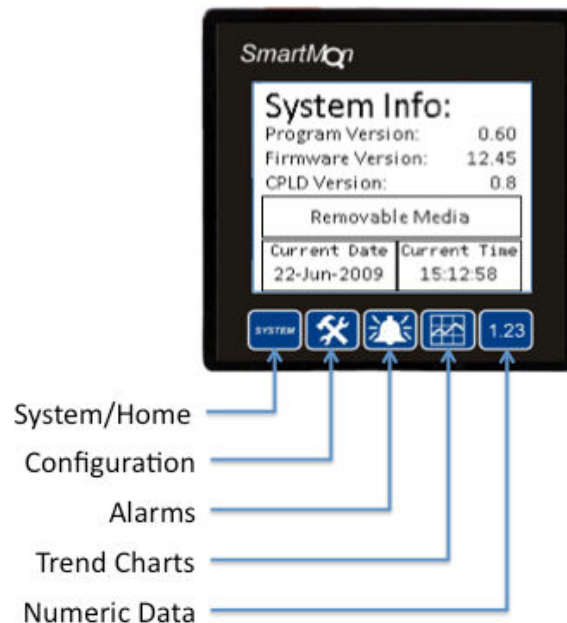 SmartMon
System Info:
Program Version: 0.60
Firmware Version: 12.45
CPLD Version: 0.8
Removable Media
Current Date Current Time
22-Jun-2009 15:12:58
SYSTEM 1.23
System/Home
Configuration
Alarms
Trend Charts
Numeric Data